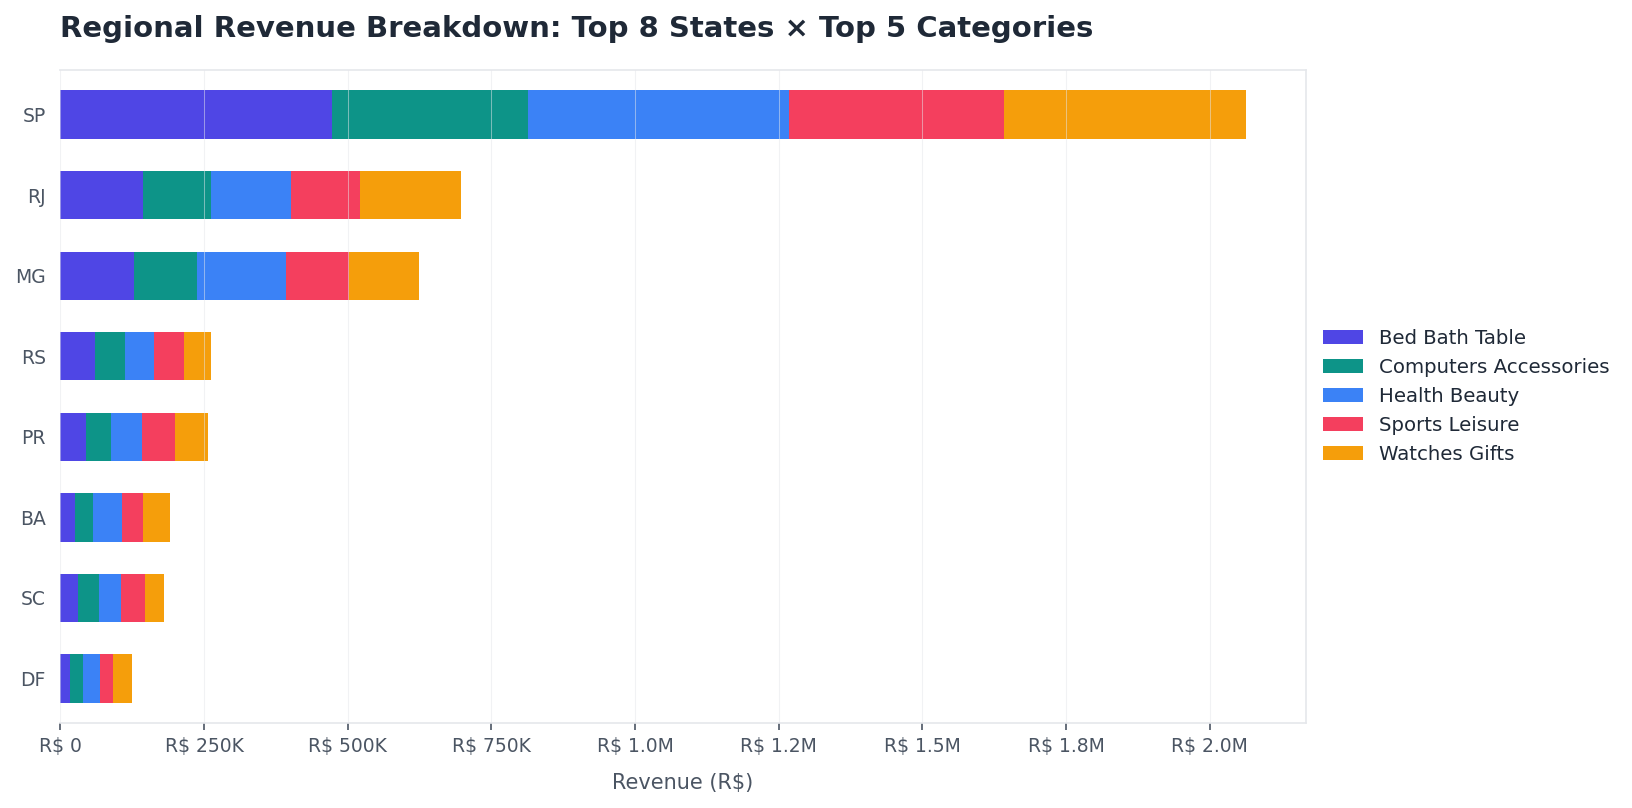 Regional Revenue Breakdown: Top 8 States × Top 5 Categories
SP
RJ
MG
RS
PR
BA
SC
DF
R$ 0
R$ 250K
R$ 500K
R$ 750K
R$ 1.0M
R$ 1.2M
R$ 1.5M
R$ 1.8M
R$ 2.0M
Revenue (R$)
Bed Bath Table
Computers Accessories
Health Beauty
Sports Leisure
Watches Gifts